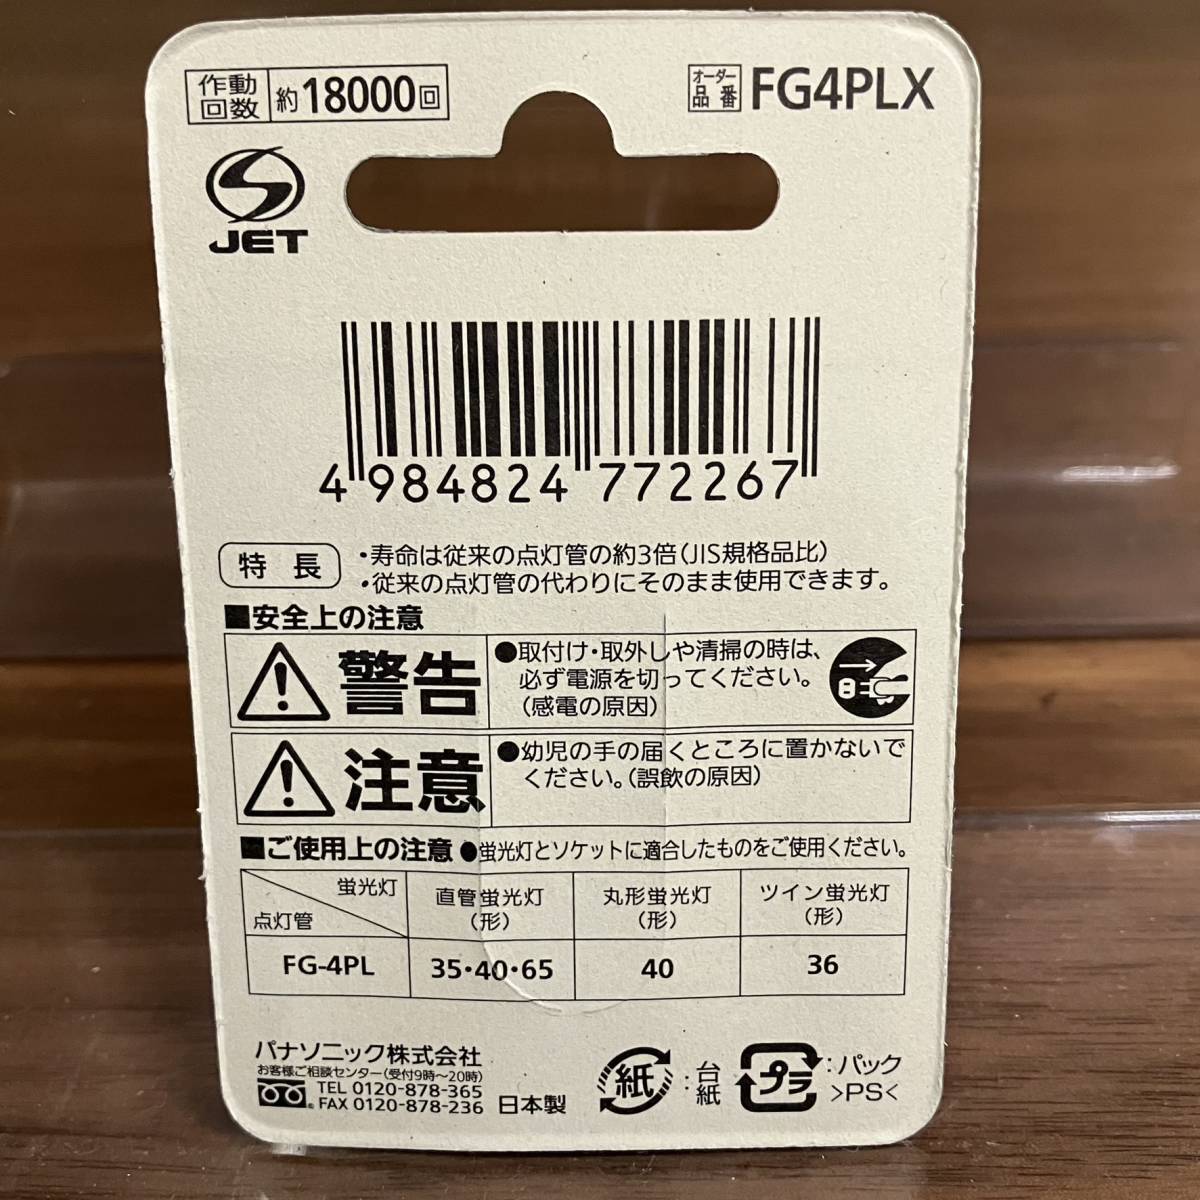 作動回数 約18000回
オーダー品番 FG4PLX
JET
4 984824 772267
特長
・寿命は従来の点灯管の約3倍(JIS規格品比)
・従来の点灯管の代わりにそのまま使用できます。
■安全上の注意
警告
●取付け・取外しや清掃の時は、
必ず電源を切ってください。
(感電の原因)
注意
●幼児の手の届くところに置かないで
ください。(誤飲の原因)
■ご使用上の注意 ●蛍光灯とソケットに適合したものをご使用ください。
蛍光灯
点灯管
直管蛍光灯
(形)
丸形蛍光灯
(形)
ツイン蛍光灯
(形)
FG-4PL 35・40・65 40 36
パナソニック株式会社
お客様ご相談センター(受付9時〜20時)
TEL 0120-878-365
FAX 0120-878-236 日本製
紙:台紙
プラ:パック
>PS<